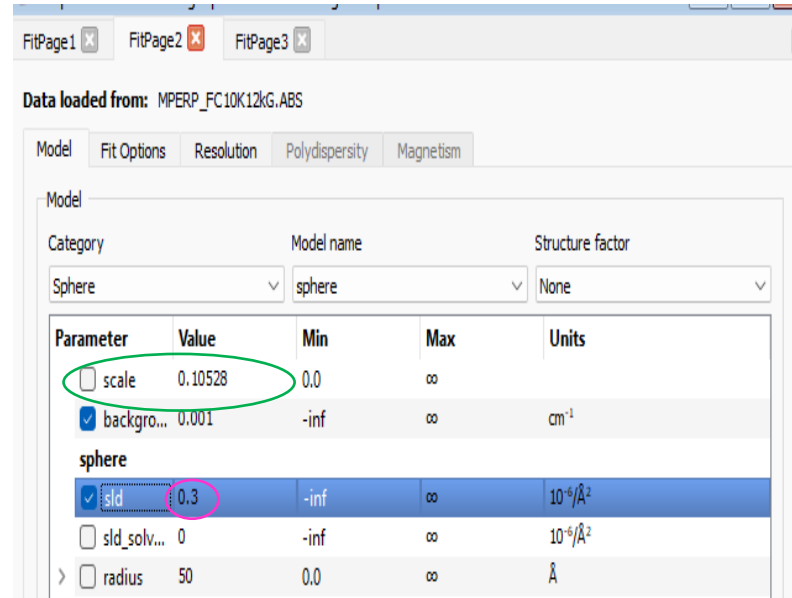 FitPage1 FitPage2 FitPage3
Data loaded from: MPERP_FC10K12kG.ABS
Model Fit Options Resolution Polydispersity Magnetism
Model
Category Model name Structure factor
Sphere sphere None
Parameter Value Min Max Units
scale 0.10528 0.0 ∞
backgro... 0.001 -inf ∞ cm⁻¹
sphere
sld 0.3 -inf ∞ 10⁻⁶/Å²
sld_solv... 0 -inf ∞ 10⁻⁶/Å²
radius 50 0.0 ∞ Å